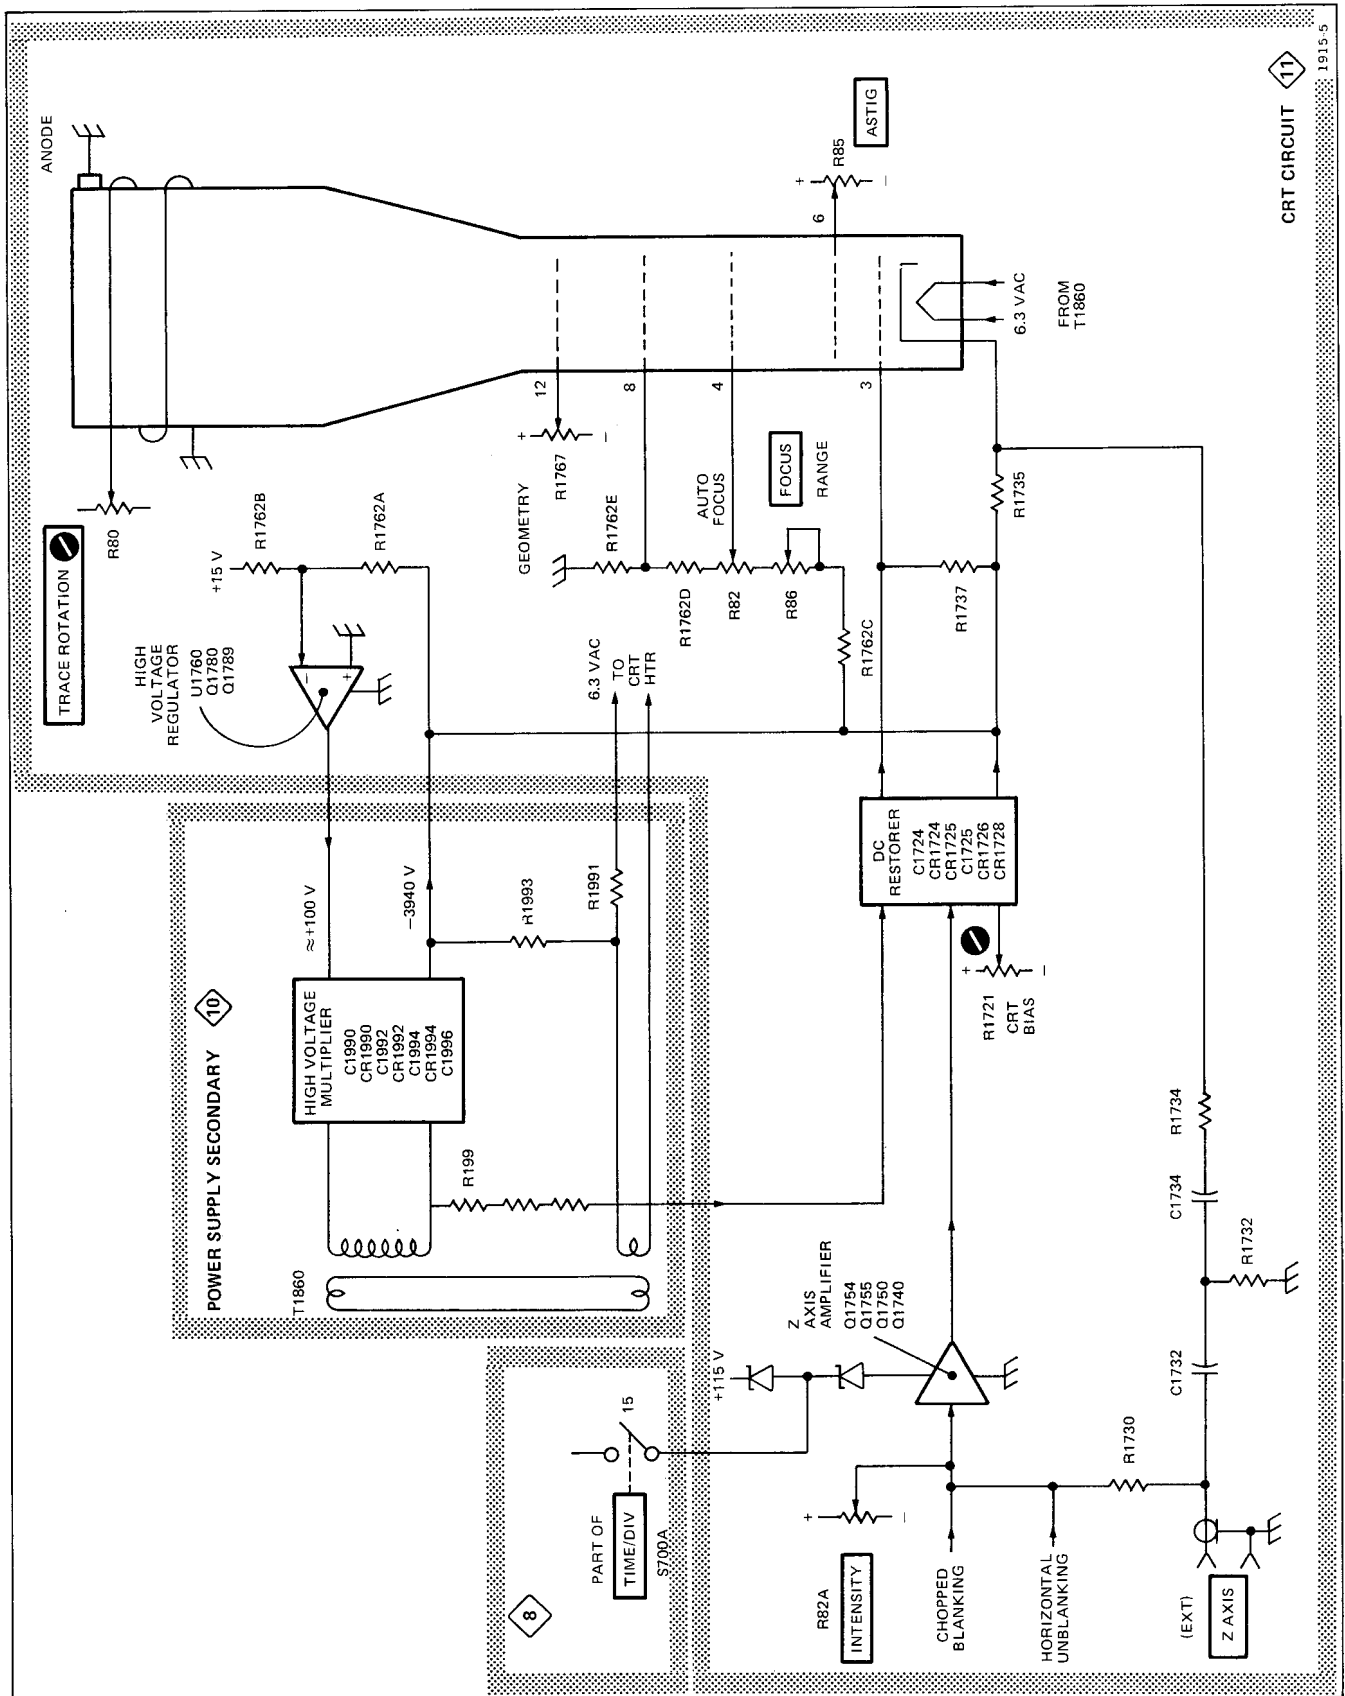 1915-5
CRT CIRCUIT
11
ANODE
ASTIG
R85
+
−
6
12
8
4
3
6.3 VAC
FROM
T1860
TRACE ROTATION
R80
+15 V
R1762B
R1762A
HIGH
VOLTAGE
REGULATOR
U1760
Q1780
Q1789
−
+
GEOMETRY
+
−
R1767
R1762E
AUTO
FOCUS
R1762D
R82
R86
FOCUS
RANGE
R1762C
R1737
R1735
6.3 VAC
TO
CRT
HTR
POWER SUPPLY SECONDARY
10
≈+100 V
−3940 V
HIGH VOLTAGE
MULTIPLIER
C1990
CR1990
C1992
CR1992
C1994
CR1994
C1996
R1993
R1991
R199
T1860
DC
RESTORER
C1724
CR1724
CR1725
C1725
CR1726
CR1728
+
−
R1721
CRT
BIAS
8
PART OF
TIME/DIV
S700A
15
+115 V
Z
AXIS
AMPLIFIER
Q1754
Q1755
Q1750
Q1740
R82A
INTENSITY
+
−
CHOPPED
BLANKING
HORIZONTAL
UNBLANKING
R1730
(EXT)
Z AXIS
C1732
R1732
C1734
R1734